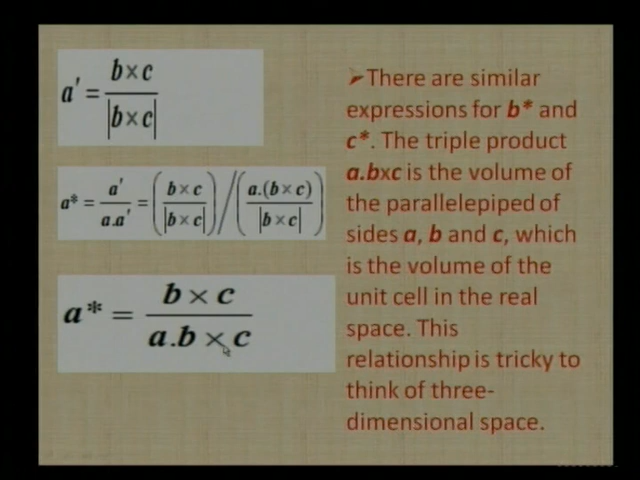 a' = b×c / |b×c|
a* = a' / a.a' = (b×c / |b×c|) / (a.(b×c) / |b×c|)
a* = b × c / a.b × c
➤There are similar
expressions for b* and
c*. The triple product
a.bxc is the volume of
the parallelepiped of
sides a, b and c, which
is the volume of the
unit cell in the real
space. This
relationship is tricky to
think of three-
dimensional space.